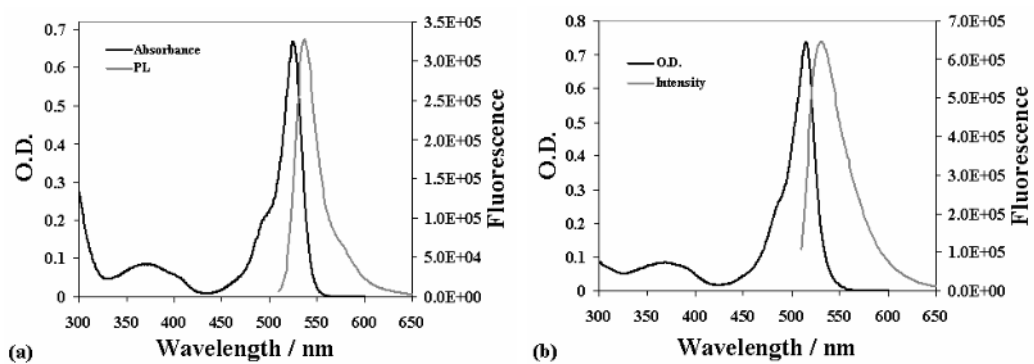 0.7
0.6
0.5
0.4
0.3
0.2
0.1
0
O.D.
Absorbance
PL
3.5E+05
3.0E+05
2.5E+05
2.0E+05
1.5E+05
1.0E+05
5.0E+04
0.0E+00
Fluorescence
300 350 400 450 500 550 600 650
(a) Wavelength / nm
0.8
0.7
0.6
0.5
0.4
0.3
0.2
0.1
0
O.D.
O.D.
Intensity
7.0E+05
6.0E+05
5.0E+05
4.0E+05
3.0E+05
2.0E+05
1.0E+05
0.0E+00
Fluorescence
300 350 400 450 500 550 600 650
(b) Wavelength / nm